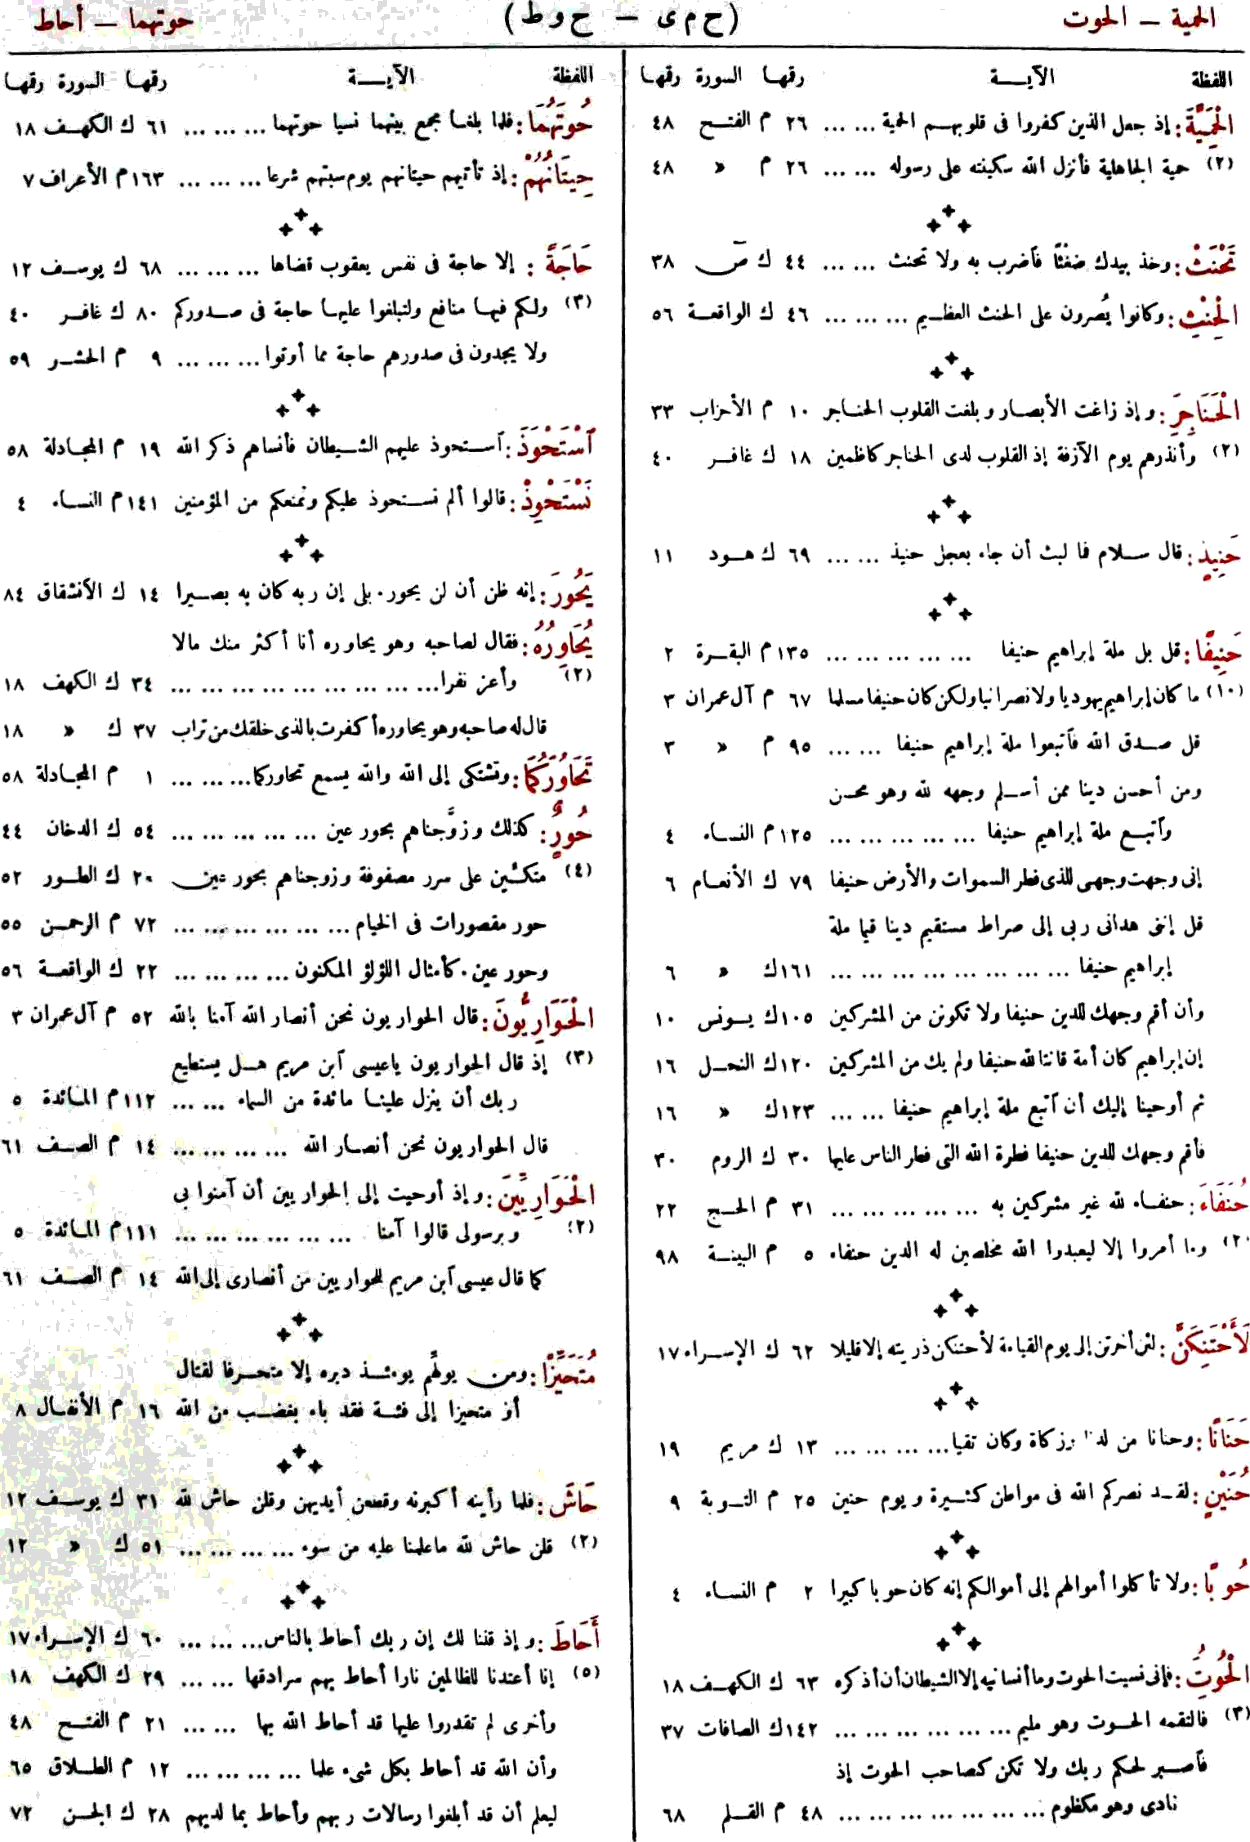 الحمية – الحوت
(ح م ى – ح و ط)
حوتهما – أحاط
اللفظة الآيـــة رقمها السورة رقمها
الْحَمِيَّةَ: إذ جعل الذين كفروا فى قلوبهم الحمية ... ... ٢٦ م الفتح ٤٨
(٢) حمية الجاهلية فأنزل الله سكينته على رسوله ... ... ٢٦ م » ٤٨
تَحْنَثْ: وخذ بيدك ضغثًا فآضرب به ولا تحنث ... ... ٤٤ ك صٓ ٣٨
الْحِنْثِ: وكانوا يُصرون على الحنث العظيم ... ... ... ٤٦ ك الواقعة ٥٦
الْحَنَاجِرَ: وإذ زاغت الأبصار وبلغت القلوب الحناجر ١٠ م الأحزاب ٣٣
(٢) وأنذرهم يوم الآزفة إذ القلوب لدى الحناجر كاظمين ١٨ ك غافر ٤٠
حَنِيذٍ: قال سلام فما لبث أن جاء بعجل حنيذ ... ... ٦٩ ك هود ١١
حَنِيفًا: قل بل ملة إبراهيم حنيفا ... ... ... ... ... ١٣٥ م البقرة ٢
(١٠) ما كان إبراهيم يهوديا ولا نصرانيا ولكن كان حنيفا مسلما ٦٧ م آل عمران ٣
قل صدق الله فآتبعوا ملة إبراهيم حنيفا ... ... ٩٥ م » ٣
ومن أحسن دينا ممن أسلم وجهه لله وهو محسن
وآتبع ملة إبراهيم حنيفا ... ... ... ... ... ١٢٥ م النساء ٤
إنى وجهت وجهى للذى فطر السموات والأرض حنيفا ٧٩ ك الأنعام ٦
قل إننى هدانى ربى إلى صراط مستقيم دينا قيما ملة
إبراهيم حنيفا ... ... ... ... ... ... ... ... ١٦١ ك » ٦
وأن أقم وجهك للدين حنيفا ولا تكونن من المشركين ١٠٥ ك يونس ١٠
إن إبراهيم كان أمة قانتا لله حنيفا ولم يك من المشركين ١٢٠ ك النحل ١٦
ثم أوحينا إليك أن آتبع ملة إبراهيم حنيفا ... ... ١٢٣ ك » ١٦
فأقم وجهك للدين حنيفا فطرة الله التى فطر الناس عليها ٣٠ ك الروم ٣٠
حُنَفَاءَ: حنفاء لله غير مشركين به ... ... ... ... ... ٣١ م الحج ٢٢
(٢) وما أمروا إلا ليعبدوا الله مخلصين له الدين حنفاء ٥ م البينة ٩٨
لَأَحْتَنِكَنَّ: لئن أخرتن إلى يوم القيامة لأحتنكن ذريته إلا قليلا ٦٢ ك الإسراء ١٧
حَنَانًا: وحنانا من لدنا وزكاة وكان تقيا ... ... ... ... ١٣ ك مريم ١٩
حُنَيْنٍ: لقد نصركم الله فى مواطن كثيرة ويوم حنين ٢٥ م التوبة ٩
حُوبًا: ولا تأكلوا أموالهم إلى أموالكم إنه كان حوبا كبيرا ٢ م النساء ٤
الْحُوتُ: فإنى نسيت الحوت وما أنسانيه إلا الشيطان أن أذكره ٦٣ ك الكهف ١٨
(٣) فالتقمه الحوت وهو مليم ... ... ... ... ... ... ١٤٢ ك الصافات ٣٧
فآصبر لحكم ربك ولا تكن كصاحب الحوت إذ
نادى وهو مكظوم ... ... ... ... ... ... ... ٤٨ م القلم ٦٨
اللفظة الآيـــة رقمها السورة رقمها
حُوتَهُمَا: فلما بلغا مجمع بينهما نسيا حوتهما ... ... ... ٦١ ك الكهف ١٨
حِيتَانُهُمْ: إذ تأتيهم حيتانهم يوم سبتهم شرعا ... ... ... ١٦٣ م الأعراف ٧
حَاجَةً: إلا حاجة فى نفس يعقوب قضاها ... ... ... ٦٨ ك يوسف ١٢
(٣) ولكم فيها منافع ولتبلغوا عليها حاجة فى صدوركم ٨٠ ك غافر ٤٠
ولا يجدون فى صدورهم حاجة مما أوتوا ... ... ... ٩ م الحشر ٥٩
آسْتَحْوَذَ: آستحوذ عليهم الشيطان فأنساهم ذكر الله ١٩ م المجادلة ٥٨
نَسْتَحْوِذْ: قالوا ألم نستحوذ عليكم ونمنعكم من المؤمنين ١٤١ م النساء ٤
يَحُورَ: إنه ظن أن لن يحور. بلى إن ربه كان به بصيرا ١٤ ك الآنشقاق ٨٤
يُحَاوِرُهُ: فقال لصاحبه وهو يحاوره أنا أكثر منك مالا
(٢) وأعز نفرا ... ... ... ... ... ... ... ... ... ٣٤ ك الكهف ١٨
قال له صاحبه وهو يحاوره أكفرت بالذى خلقك من تراب ٣٧ ك » ١٨
تَحَاوُرَكُمَا: وتشتكى إلى الله والله يسمع تحاوركما ... ... ... ١ م المجادلة ٥٨
حُورٌ: كذلك وزوَّجناهم بحور عين ... ... ... ... ... ٥٤ ك الدخان ٤٤
(٤) متكئين على سرر مصفوفة وزوجناهم بحور عين ٢٠ ك الطور ٥٢
حور مقصورات فى الخيام ... ... ... ... ... ... ٧٢ م الرحمن ٥٥
وحور عين. كأمثال اللؤلؤ المكنون ... ... ... ... ٢٢ ك الواقعة ٥٦
الْحَوَارِيُّونَ: قال الحواريون نحن أنصار الله آمنا بالله ٥٢ م آل عمران ٣
(٣) إذ قال الحواريون يا عيسى آبن مريم هل يستطيع
ربك أن ينزل علينا مائدة من السماء ... ... ١١٢ م المائدة ٥
قال الحواريون نحن أنصار الله ... ... ... ... ١٤ م الصف ٦١
الْحَوَارِيِّينَ: وإذ أوحيت إلى الحواريين أن آمنوا بى
(٢) وبرسولى قالوا آمنا ... ... ... ... ... ... ١١١ م المائدة ٥
كما قال عيسى آبن مريم للحواريين من أنصارى إلى الله ١٤ م الصف ٦١
مُتَحَيِّزًا: ومن يولهم يومئذ دبره إلا متحرفا لقتال
أو متحيزا إلى فئة فقد باء بغضب من الله ١٦ م الأنفال ٨
حَاشَ: فلما رأينه أكبرنه وقطعن أيديهن وقلن حاش لله ٣١ ك يوسف ١٢
(٢) قلن حاش لله ما علمنا عليه من سوء ... ... ... ... ٥١ ك » ١٢
أَحَاطَ: وإذ قلنا لك إن ربك أحاط بالناس ... ... ... ٦٠ ك الإسراء ١٧
(٥) إنا أعتدنا للظالمين نارا أحاط بهم سرادقها ... ... ٢٩ ك الكهف ١٨
وأخرى لم تقدروا عليها قد أحاط الله بها ... ... ٢١ م الفتح ٤٨
وأن الله قد أحاط بكل شىء علما ... ... ... ... ١٢ م الطلاق ٦٥
ليعلم أن قد أبلغوا رسالات ربهم وأحاط بما لديهم ٢٨ ك الجن ٧٢